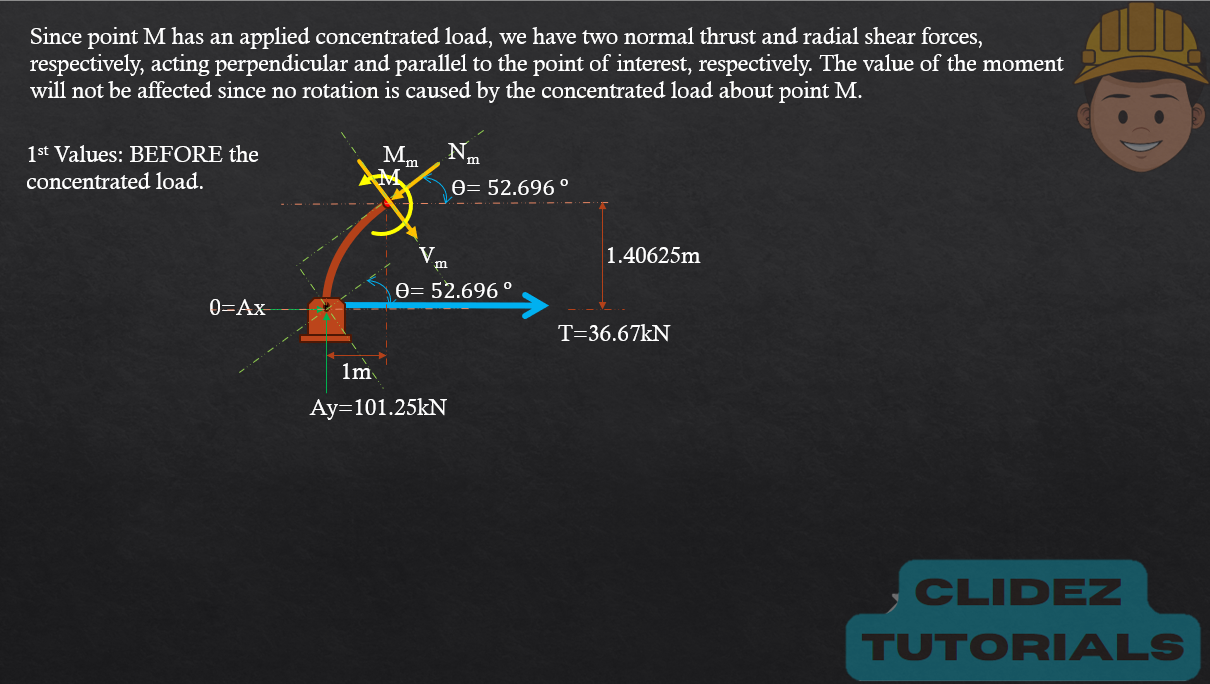 Since point M has an applied concentrated load, we have two normal thrust and radial shear forces,
respectively, acting perpendicular and parallel to the point of interest, respectively. The value of the moment
will not be affected since no rotation is caused by the concentrated load about point M.
1st Values: BEFORE the
concentrated load.
Mm
Nm
M
Θ= 52.696 °
Vm
1.40625m
Θ= 52.696 °
0=Ax
T=36.67kN
1m
Ay=101.25kN
CLIDEZ
TUTORIALS